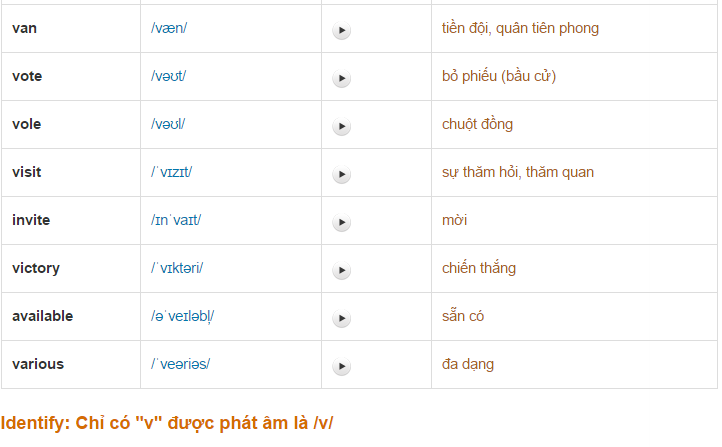 van /væn/ tiền đội, quân tiên phong
vote /vəʊt/ bỏ phiếu (bầu cử)
vole /vəʊl/ chuột đồng
visit /ˈvɪzɪt/ sự thăm hỏi, thăm quan
invite /ɪnˈvaɪt/ mời
victory /ˈvɪktəri/ chiến thắng
available /əˈveɪləbl̩/ sẵn có
various /ˈveəriəs/ đa dạng
Identify: Chỉ có "v" được phát âm là /v/